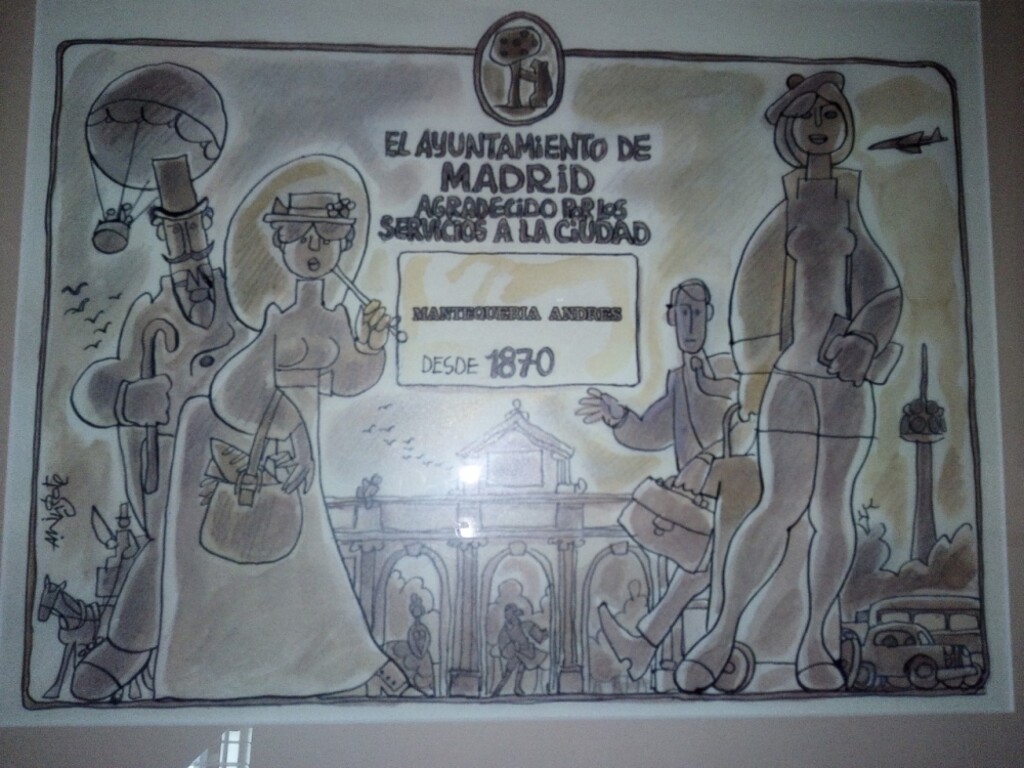 EL AYUNTAMIENTO DE
MADRID
AGRADECIDO POR LOS
SERVICIOS A LA CIUDAD
MANTEQUERIA ANDRES
DESDE 1870